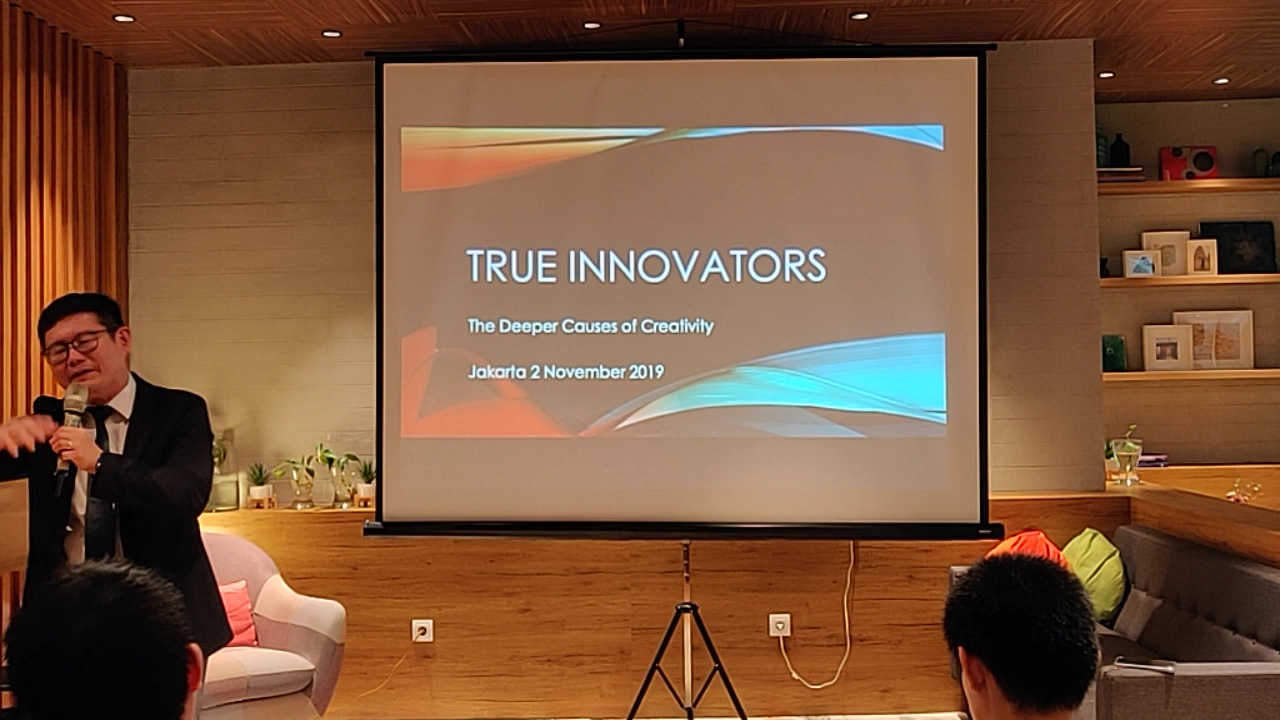 TRUE INNOVATORS
The Deeper Causes of Creativity
Jakarta 2 November 2019